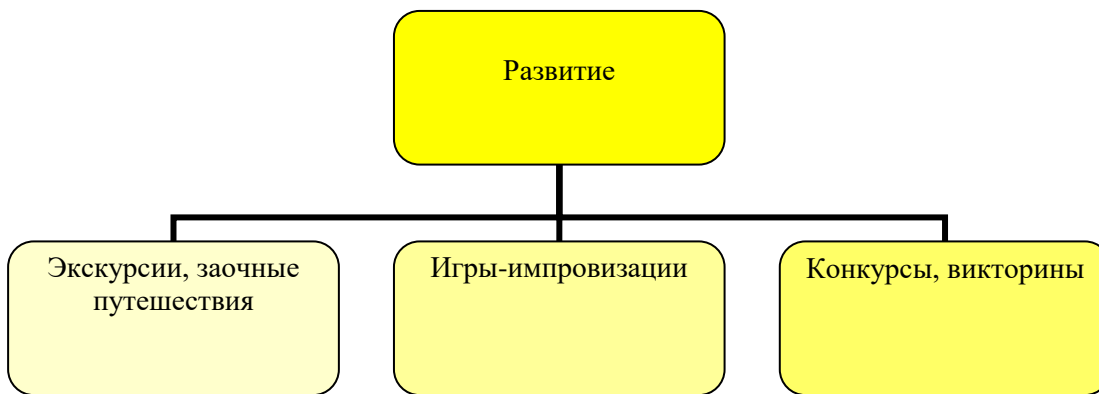 Развитие
Экскурсии, заочные
путешествия
Игры-импровизации
Конкурсы, викторины